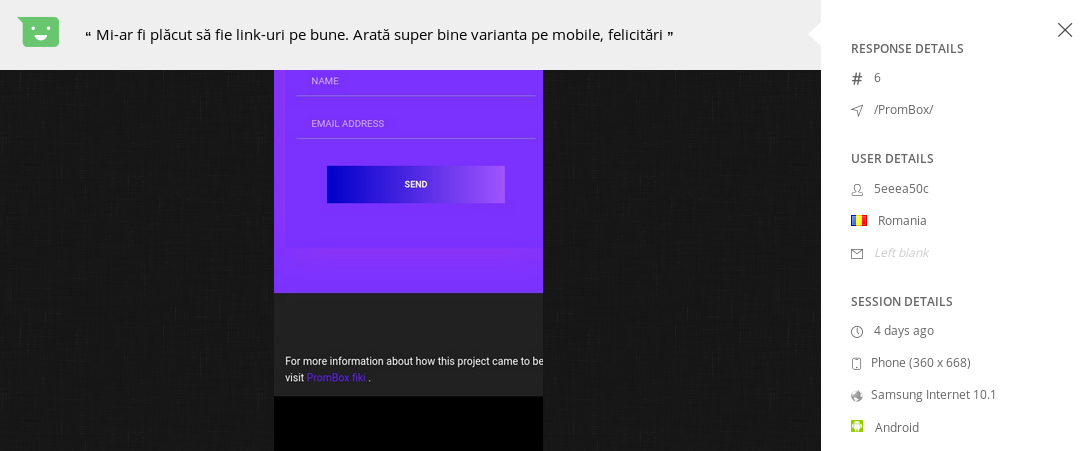 ❝ Mi-ar fi plăcut să fie link-uri pe bune. Arată super bine varianta pe mobile, felicitări ❞
NAME
EMAIL ADDRESS
SEND
For more information about how this project came to be
visit PromBox fiki .
RESPONSE DETAILS
# 6
/PromBox/
USER DETAILS
5eeea50c
Romania
Left blank
SESSION DETAILS
4 days ago
Phone (360 x 668)
Samsung Internet 10.1
Android